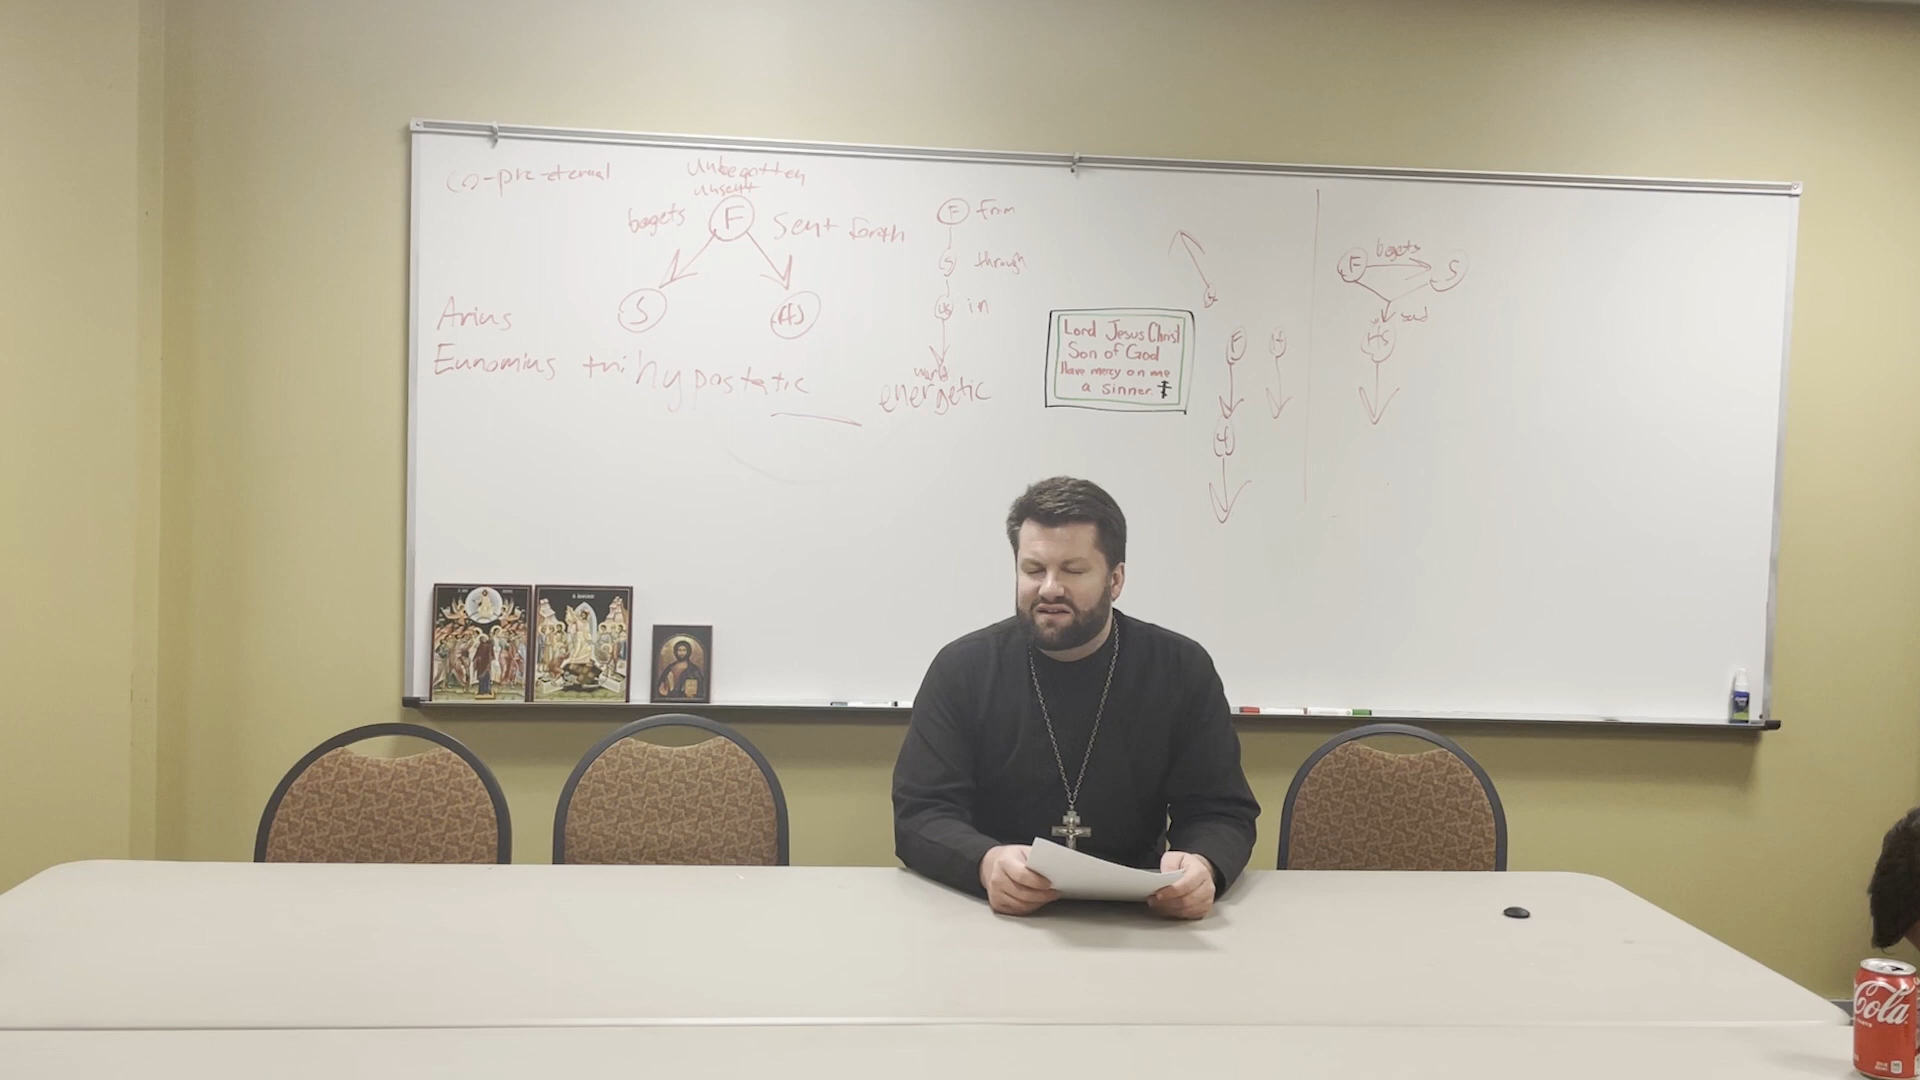 co-pre-eternal
Unbegotten
unsent
begets
F
Sent forth
S
HS
Arius
Eunomius
tri hypostatic
F from
S through
HS in
world
energetic
Lord Jesus Christ
Son of God
Have mercy on me
a sinner.
F
begets
F
S
send
HS
Cola